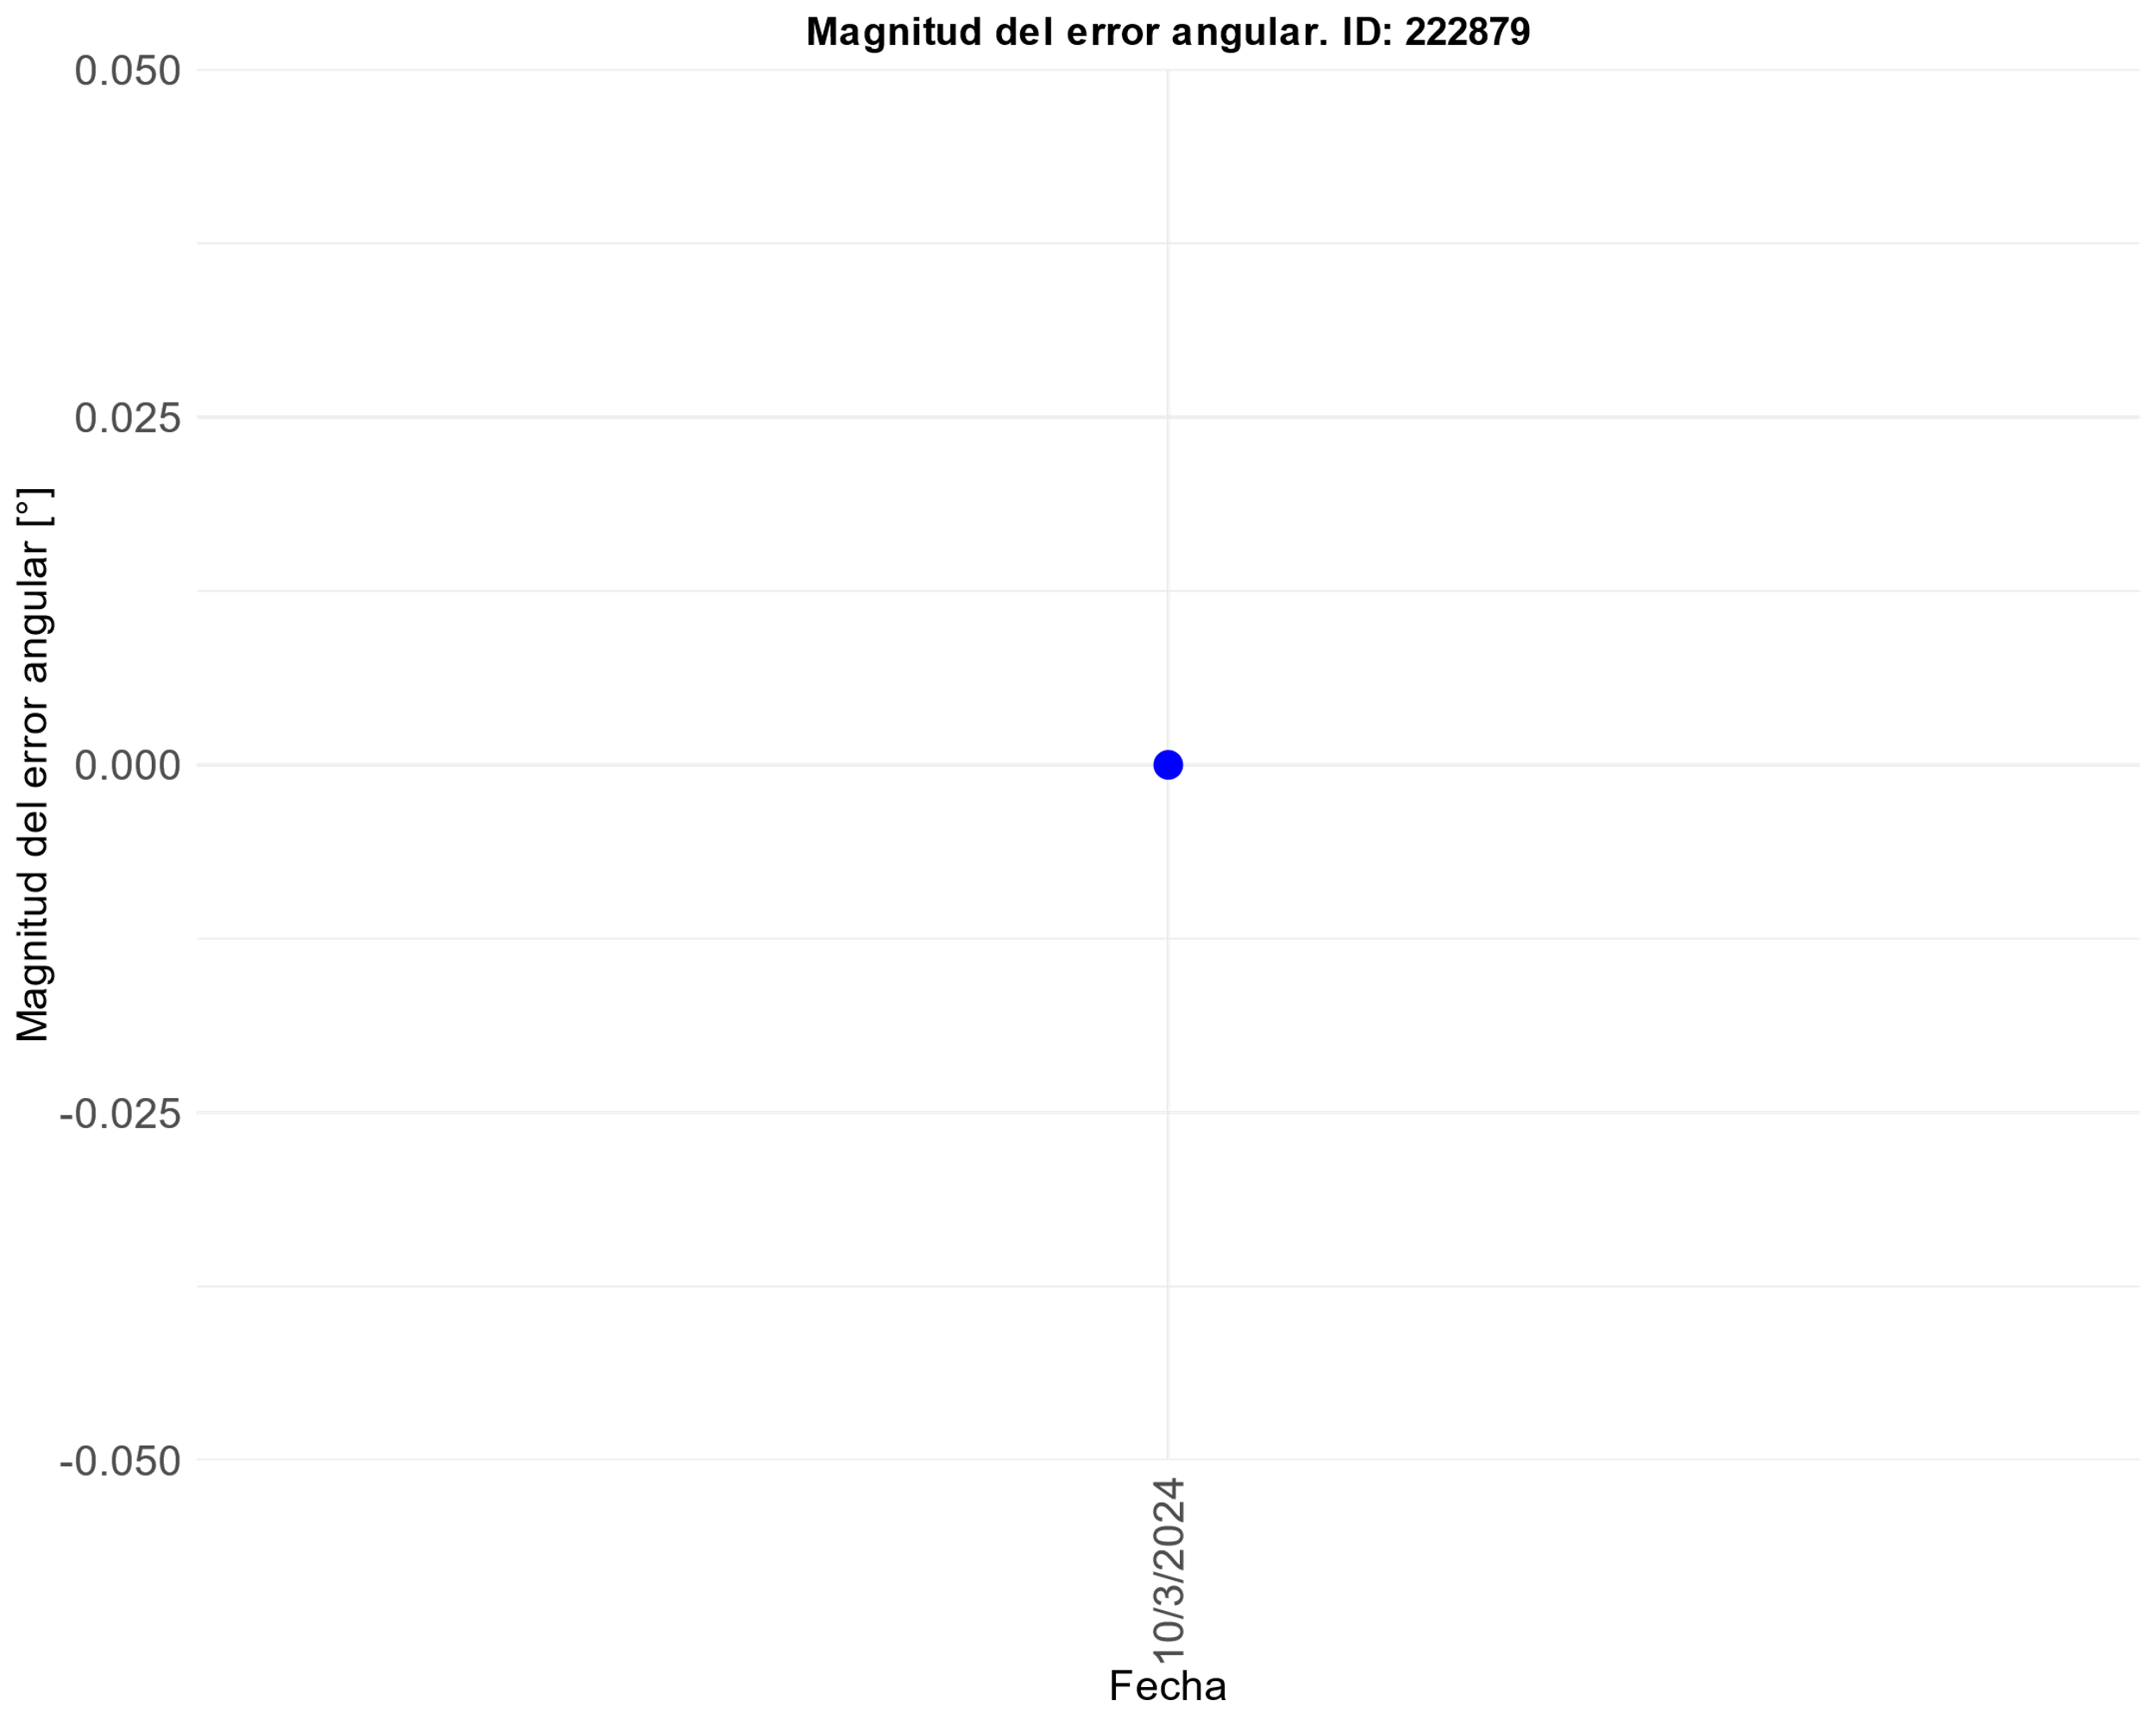 Magnitud del error angular. ID: 222879
0.050
0.025
0.000
-0.025
-0.050
Magnitud del error angular [°]
10/3/2024
Fecha